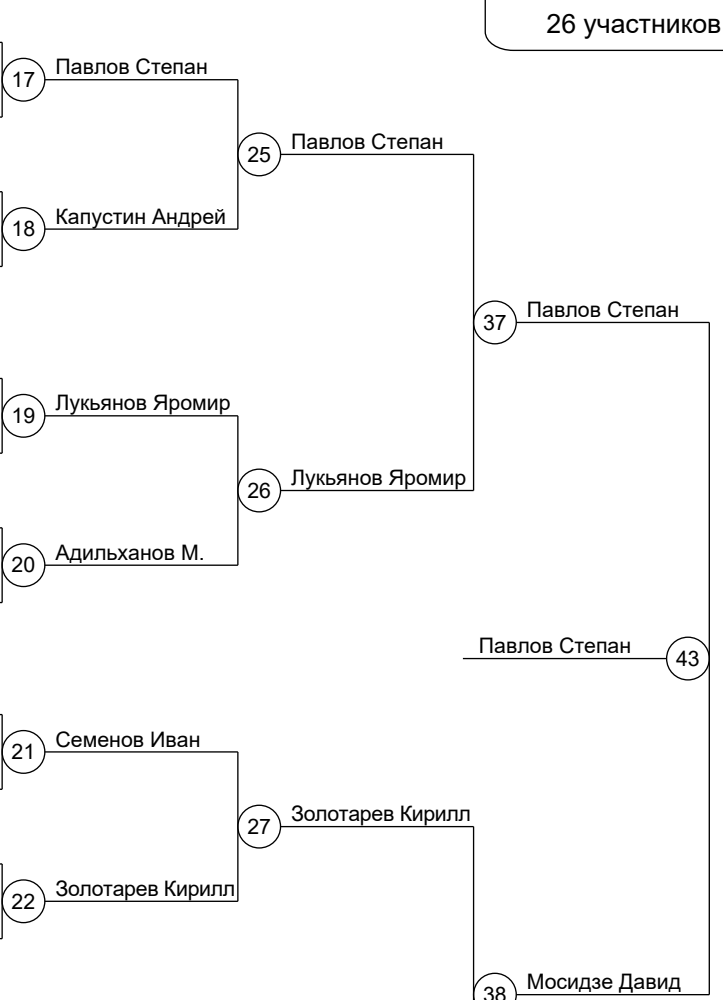 26 участников
17 Павлов Степан
25 Павлов Степан
18 Капустин Андрей
37 Павлов Степан
19 Лукьянов Яромир
26 Лукьянов Яромир
20 Адильханов М.
Павлов Степан 43
21 Семенов Иван
27 Золотарев Кирилл
22 Золотарев Кирилл
38 Мосидзе Давид